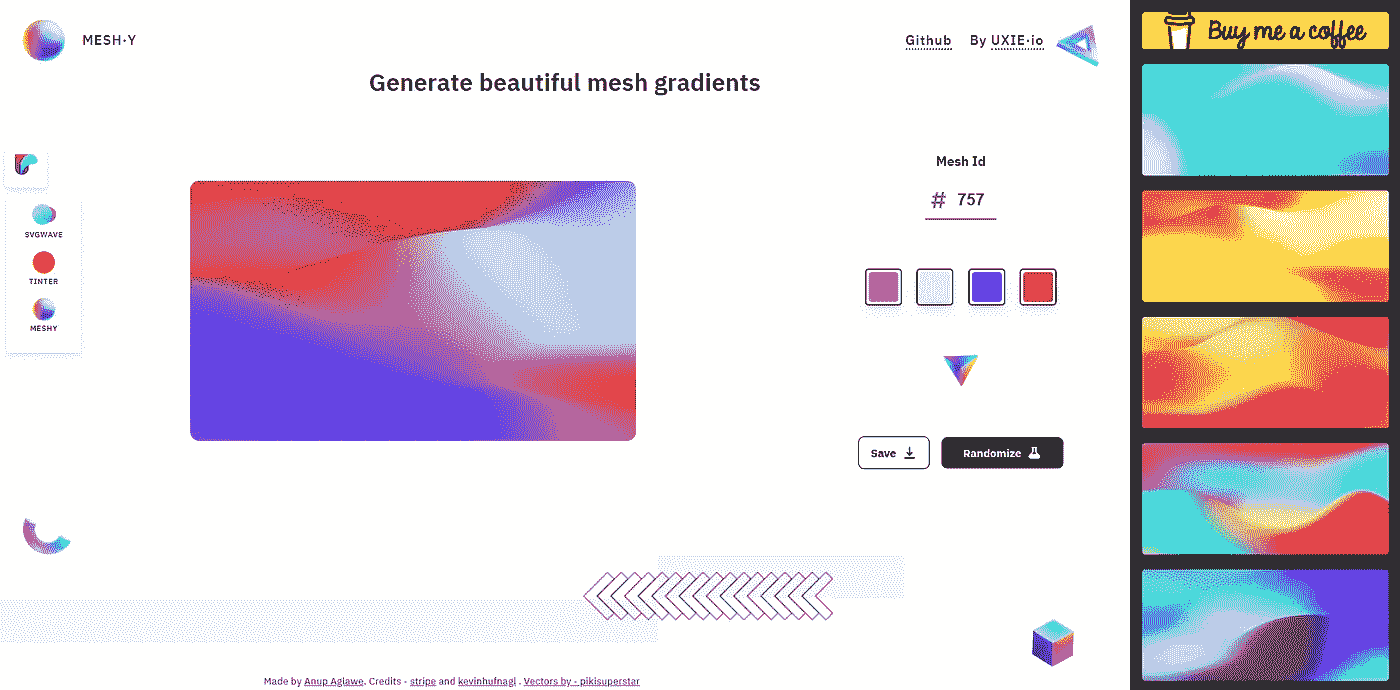 MESH·Y
Github By UXIE·io
Generate beautiful mesh gradients
SVGWAVE
TINTER
MESHY
Mesh Id
# 757
Save
Randomize
Made by Anup Aglawe. Credits - stripe and kevinhufnagl . Vectors by - pikisuperstar
Buy me a coffee